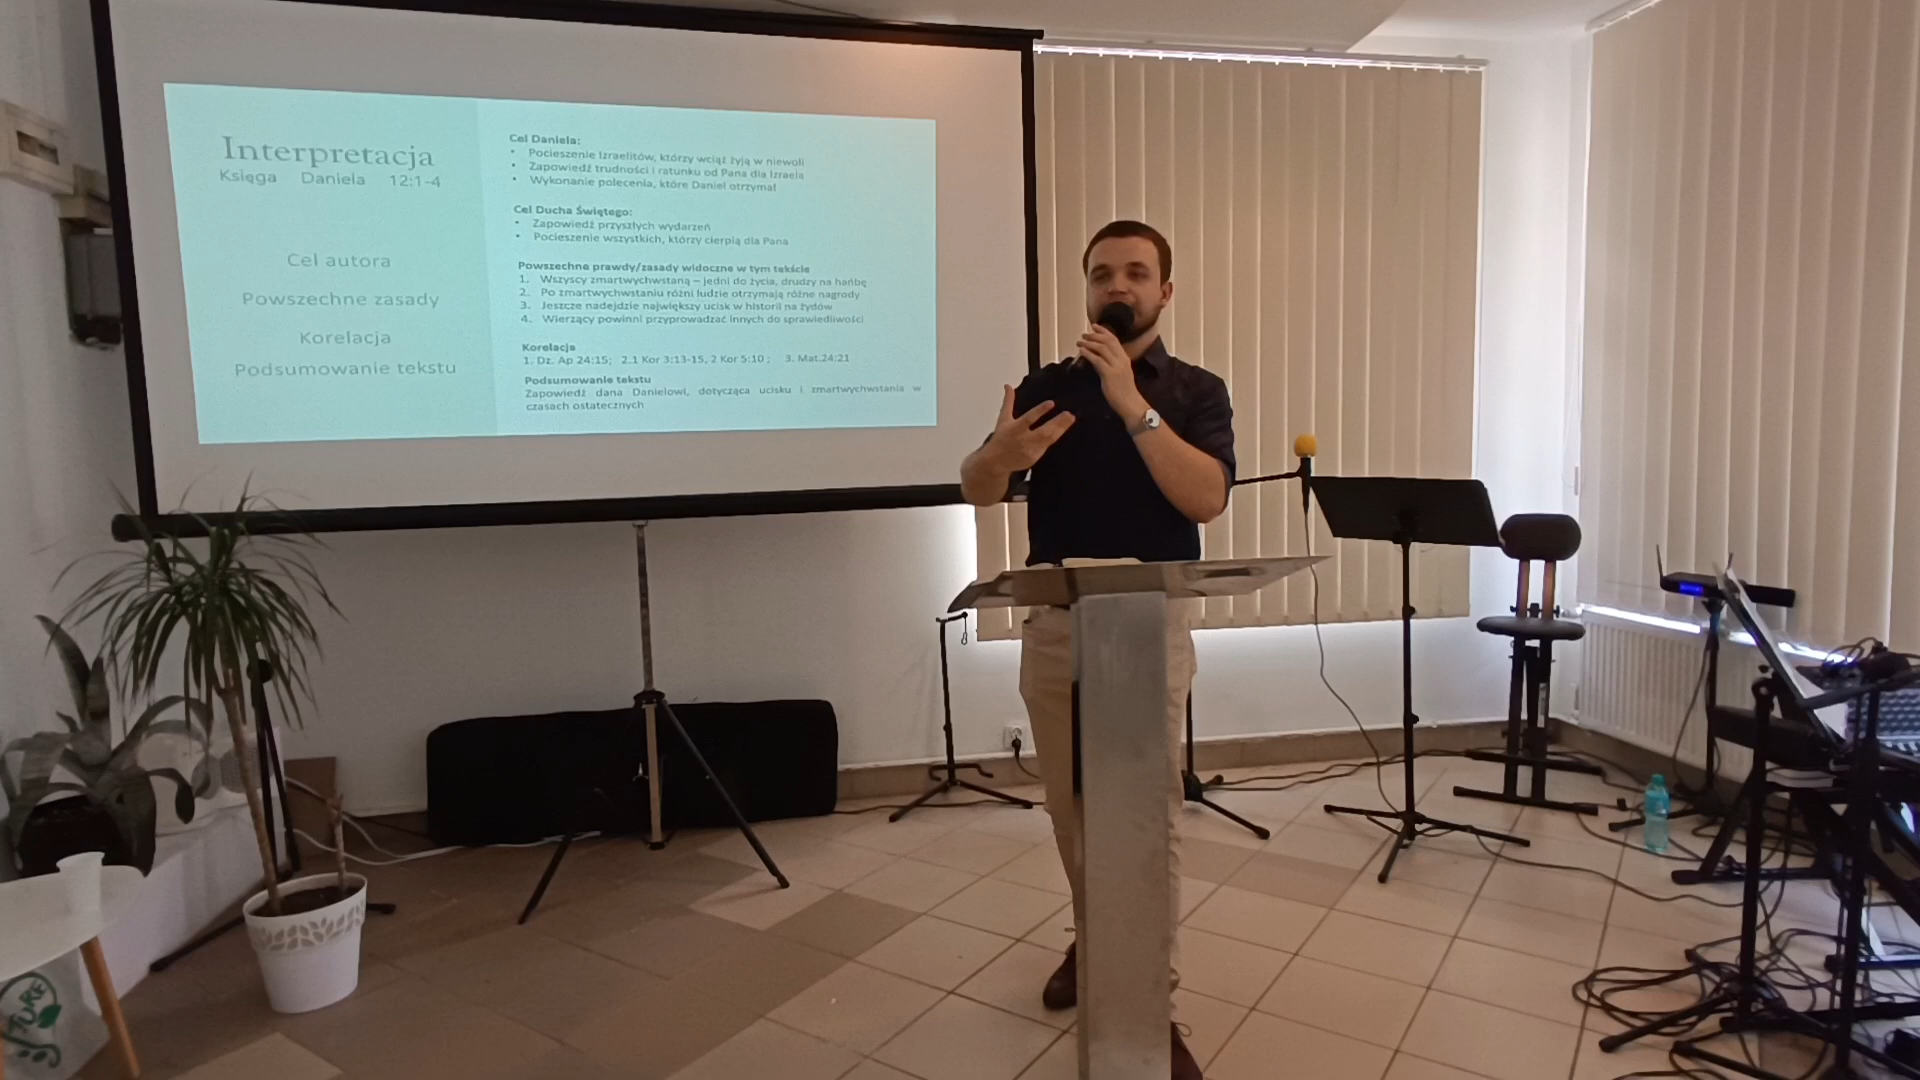 Interpretacja
Księga Daniela 12:1-4
Cel autora
Powszechne zasady
Korelacja
Podsumowanie tekstu
Cel Daniela:
• Pocieszenie Izraelitów, którzy wciąż żyją w niewoli
• Zapowiedź trudności i ratunku od Pana dla Izraela
• Wykonanie polecenia, które Daniel otrzymał
Cel Ducha Świętego:
• Zapowiedź przyszłych wydarzeń
• Pocieszenie wszystkich, którzy cierpią dla Pana
Powszechne prawdy/zasady widoczne w tym tekście
1. Wszyscy zmartwychwstaną – jedni do życia, drudzy na hańbę
2. Po zmartwychwstaniu różni ludzie otrzymają różne nagrody
3. Jeszcze nadejdzie największy ucisk w historii na żydów
4. Wierzący powinni przyprowadzać innych do sprawiedliwości
Korelacja
1. Dz. Ap 24:15; 2.1 Kor 3:13-15, 2 Kor 5:10 ; 3. Mat.24:21
Podsumowanie tekstu
Zapowiedź dana Danielowi, dotycząca ucisku i zmartwychwstania w
czasach ostatecznych